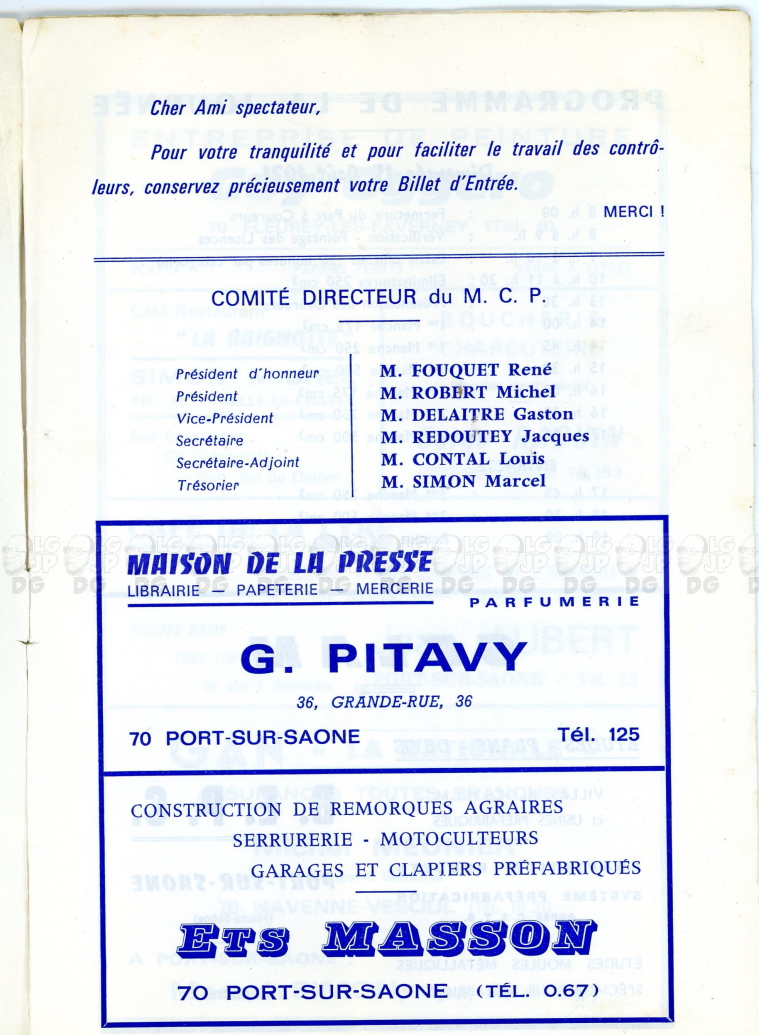 Cher Ami spectateur,
Pour votre tranquilité et pour faciliter le travail des contrô-
leurs, conservez précieusement votre Billet d'Entrée.
MERCI !
COMITÉ DIRECTEUR du M. C. P.
Président d'honneur M. FOUQUET René
Président M. ROBERT Michel
Vice-Président M. DELAITRE Gaston
Secrétaire M. REDOUTEY Jacques
Secrétaire-Adjoint M. CONTAL Louis
Trésorier M. SIMON Marcel
MAISON DE LA PRESSE
LIBRAIRIE — PAPETERIE — MERCERIE
PARFUMERIE
G. PITAVY
36, GRANDE-RUE, 36
70 PORT-SUR-SAONE Tél. 125
CONSTRUCTION DE REMORQUES AGRAIRES
SERRURERIE - MOTOCULTEURS
GARAGES ET CLAPIERS PRÉFABRIQUÉS
ETS MASSON
70 PORT-SUR-SAONE (TÉL. 0.67)